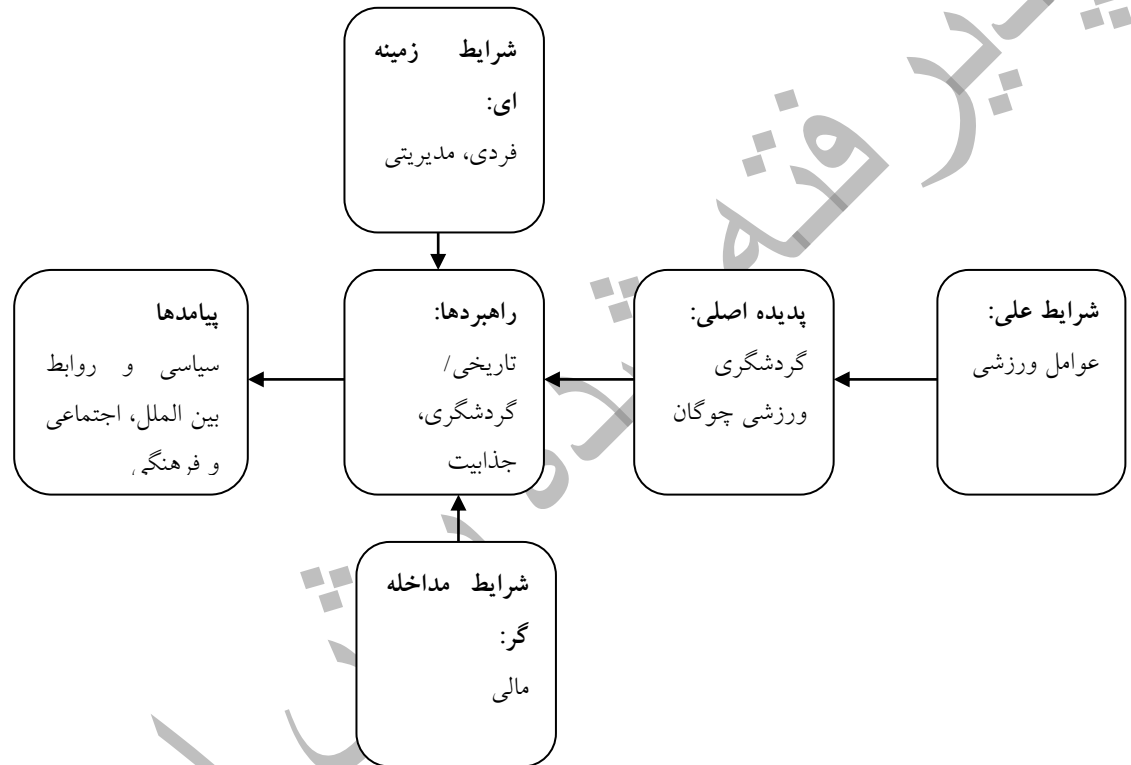 شرایط زمینه
ای:
فردی، مدیریتی
شرایط علی:
عوامل ورزشی
پدیده اصلی:
گردشگری
ورزشی چوگان
راهبردها:
تاریخی/
گردشگری،
جذابیت
پیامدها
سیاسی و روابط
بین الملل، اجتماعی
و فرهنگی
شرایط مداخله
گر:
مالی